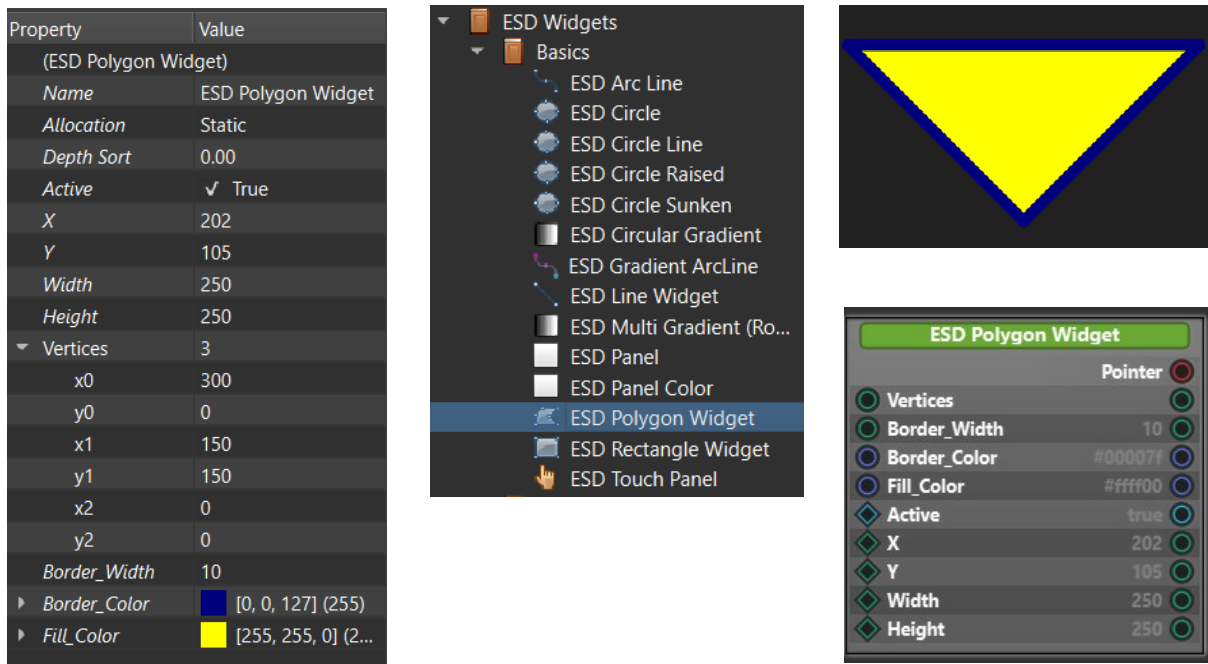 Property Value
(ESD Polygon Widget)
Name ESD Polygon Widget
Allocation Static
Depth Sort 0.00
Active True
X 202
Y 105
Width 250
Height 250
Vertices 3
x0 300
y0 0
x1 150
y1 150
x2 0
y2 0
Border_Width 10
Border_Color [0, 0, 127] (255)
Fill_Color [255, 255, 0] (2...
ESD Widgets
Basics
ESD Arc Line
ESD Circle
ESD Circle Line
ESD Circle Raised
ESD Circle Sunken
ESD Circular Gradient
ESD Gradient ArcLine
ESD Line Widget
ESD Multi Gradient (Ro...
ESD Panel
ESD Panel Color
ESD Polygon Widget
ESD Rectangle Widget
ESD Touch Panel
ESD Polygon Widget
Pointer
Vertices
Border_Width 10
Border_Color #00007f
Fill_Color #ffff00
Active true
X 202
Y 105
Width 250
Height 250